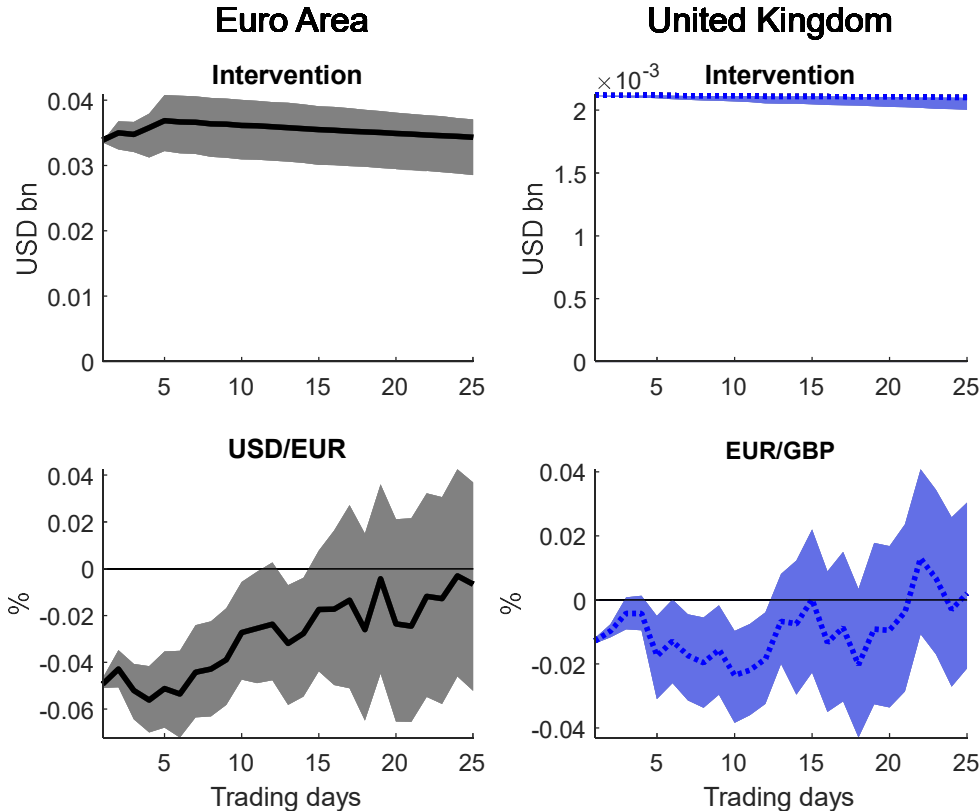 Euro Area
United Kingdom
Intervention
× 10⁻³
Intervention
USD bn
0.04
0.03
0.02
0.01
0
5 10 15 20 25
USD bn
2
1.5
1
0.5
0
5 10 15 20 25
USD/EUR
%
0.04
0.02
0
-0.02
-0.04
-0.06
5 10 15 20 25
Trading days
EUR/GBP
%
0.04
0.02
0
-0.02
-0.04
5 10 15 20 25
Trading days